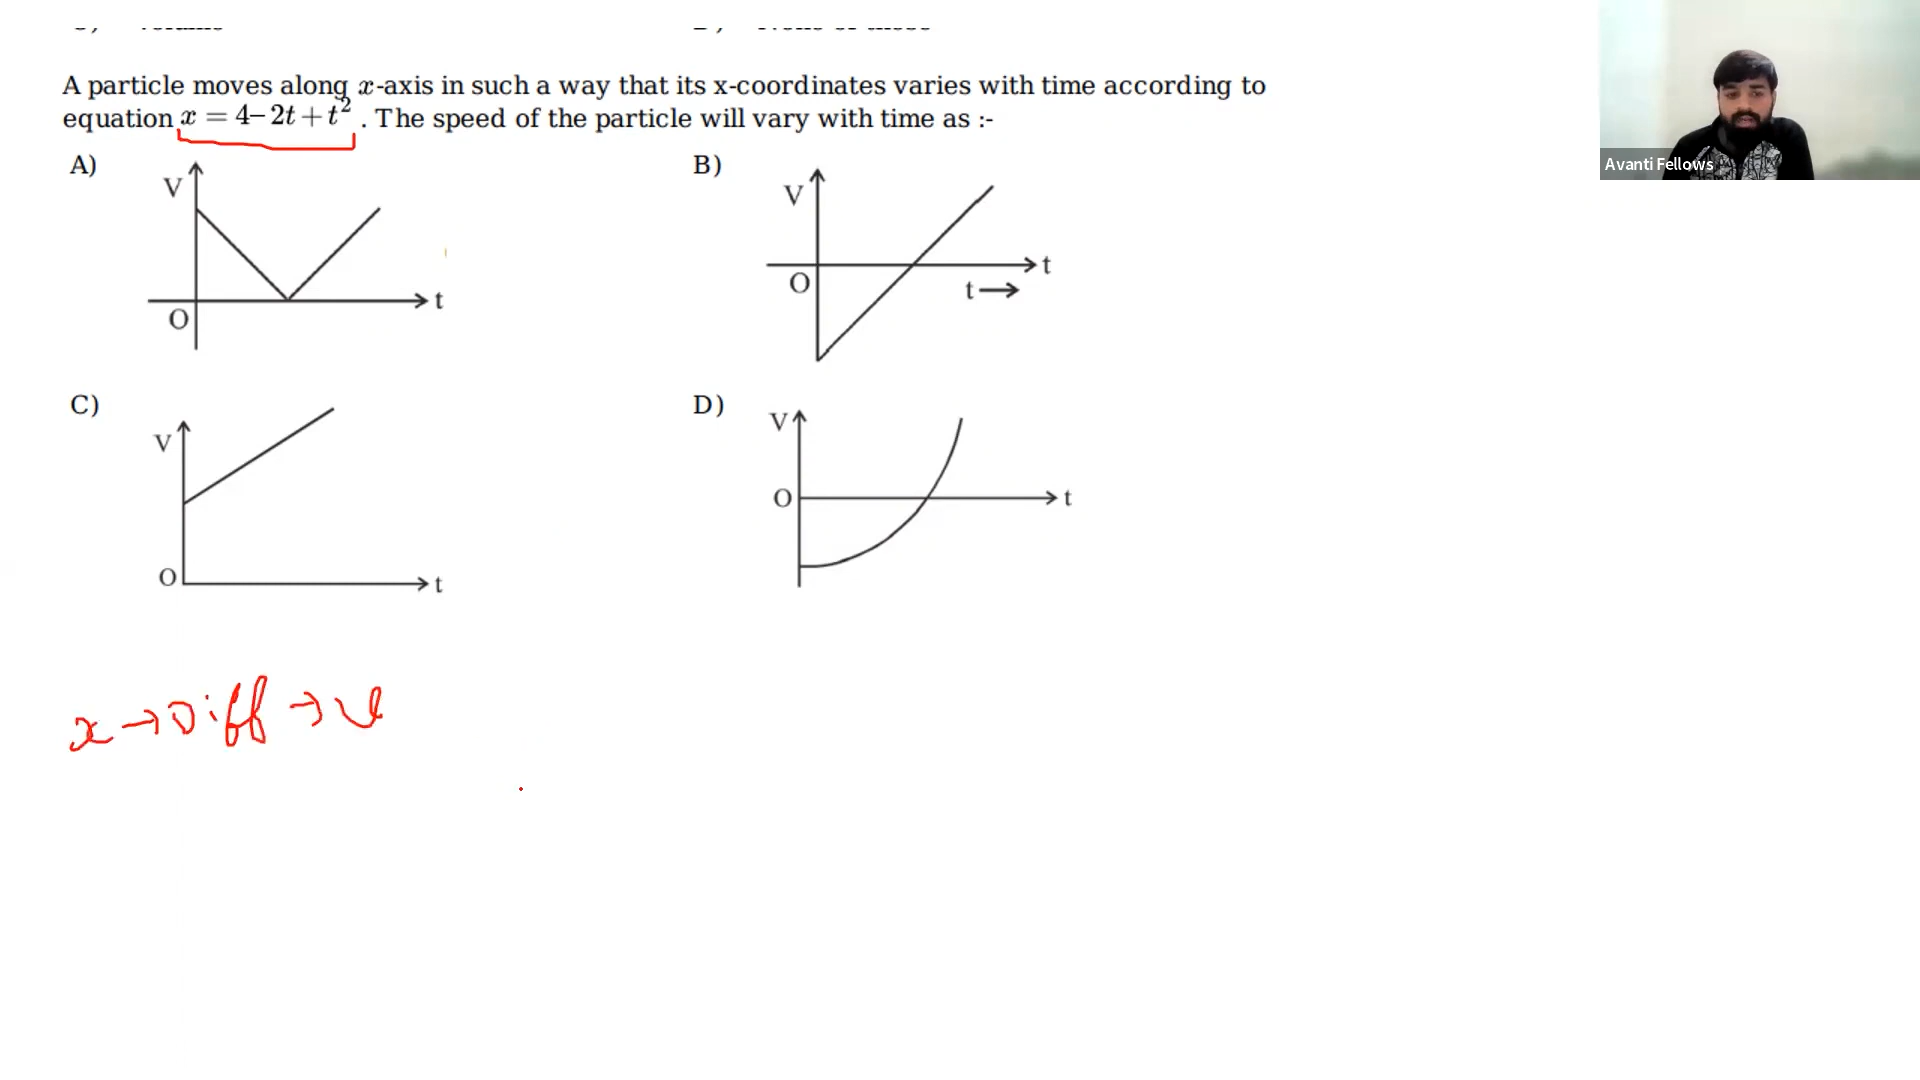 A particle moves along x-axis in such a way that its x-coordinates varies with time according to
equation x = 4–2t+t² . The speed of the particle will vary with time as :-
A)
V
O
t
B)
V
O
t
t→
C)
V
O
t
D)
V
O
t
x → Diff → v
Avanti Fellows